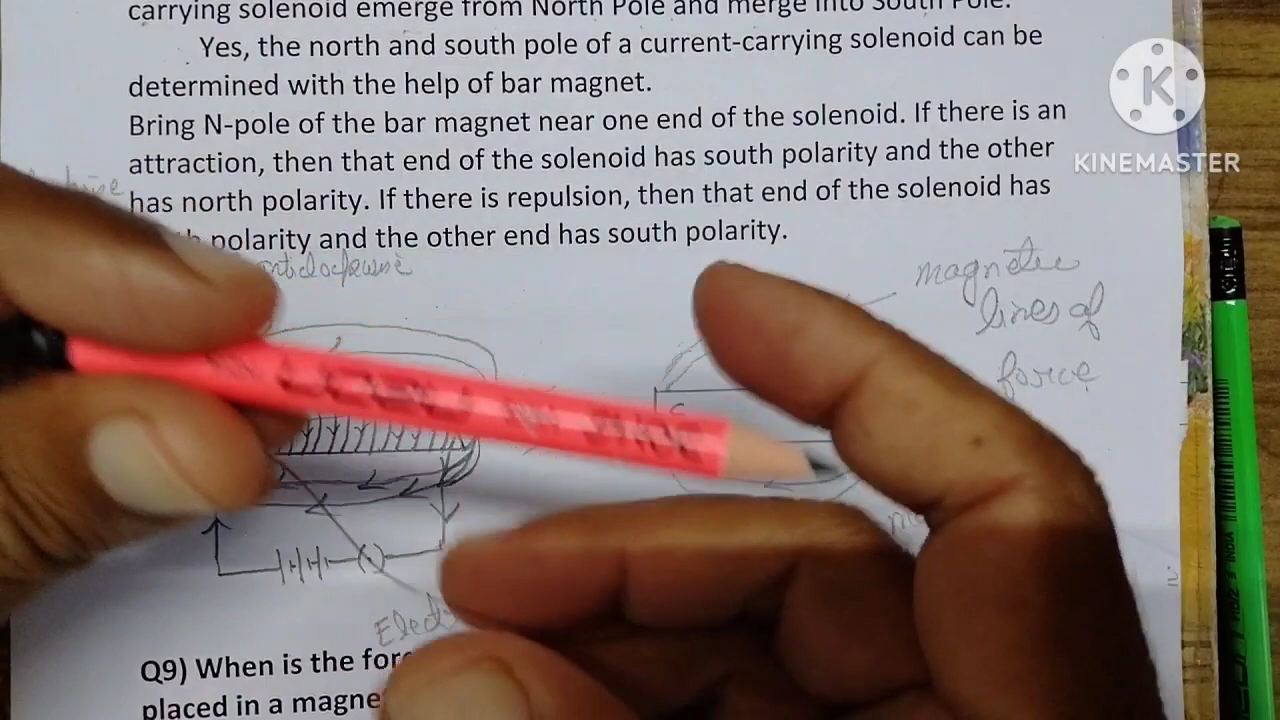 carrying solenoid emerge from North Pole and merge into South Pole.
Yes, the north and south pole of a current-carrying solenoid can be
determined with the help of bar magnet.
Bring N-pole of the bar magnet near one end of the solenoid. If there is an
attraction, then that end of the solenoid has south polarity and the other
has north polarity. If there is repulsion, then that end of the solenoid has
polarity and the other end has south polarity.
KINEMASTER
magnetic
lines of
force
Q9) When is the
placed in a
INDIA